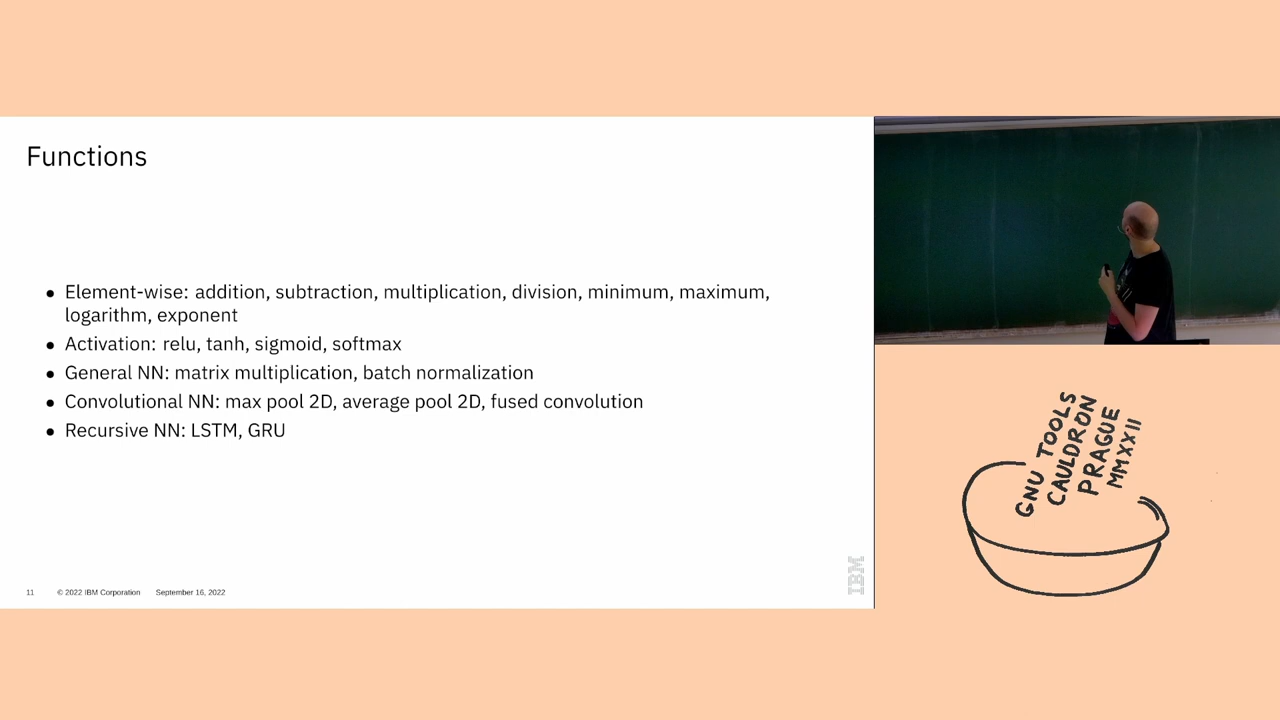 Functions
● Element-wise: addition, subtraction, multiplication, division, minimum, maximum,
logarithm, exponent
● Activation: relu, tanh, sigmoid, softmax
● General NN: matrix multiplication, batch normalization
● Convolutional NN: max pool 2D, average pool 2D, fused convolution
● Recursive NN: LSTM, GRU
11 © 2022 IBM Corporation September 16, 2022
IBM
GNU TOOLS
CAULDRON
PRAGUE
MMXXII